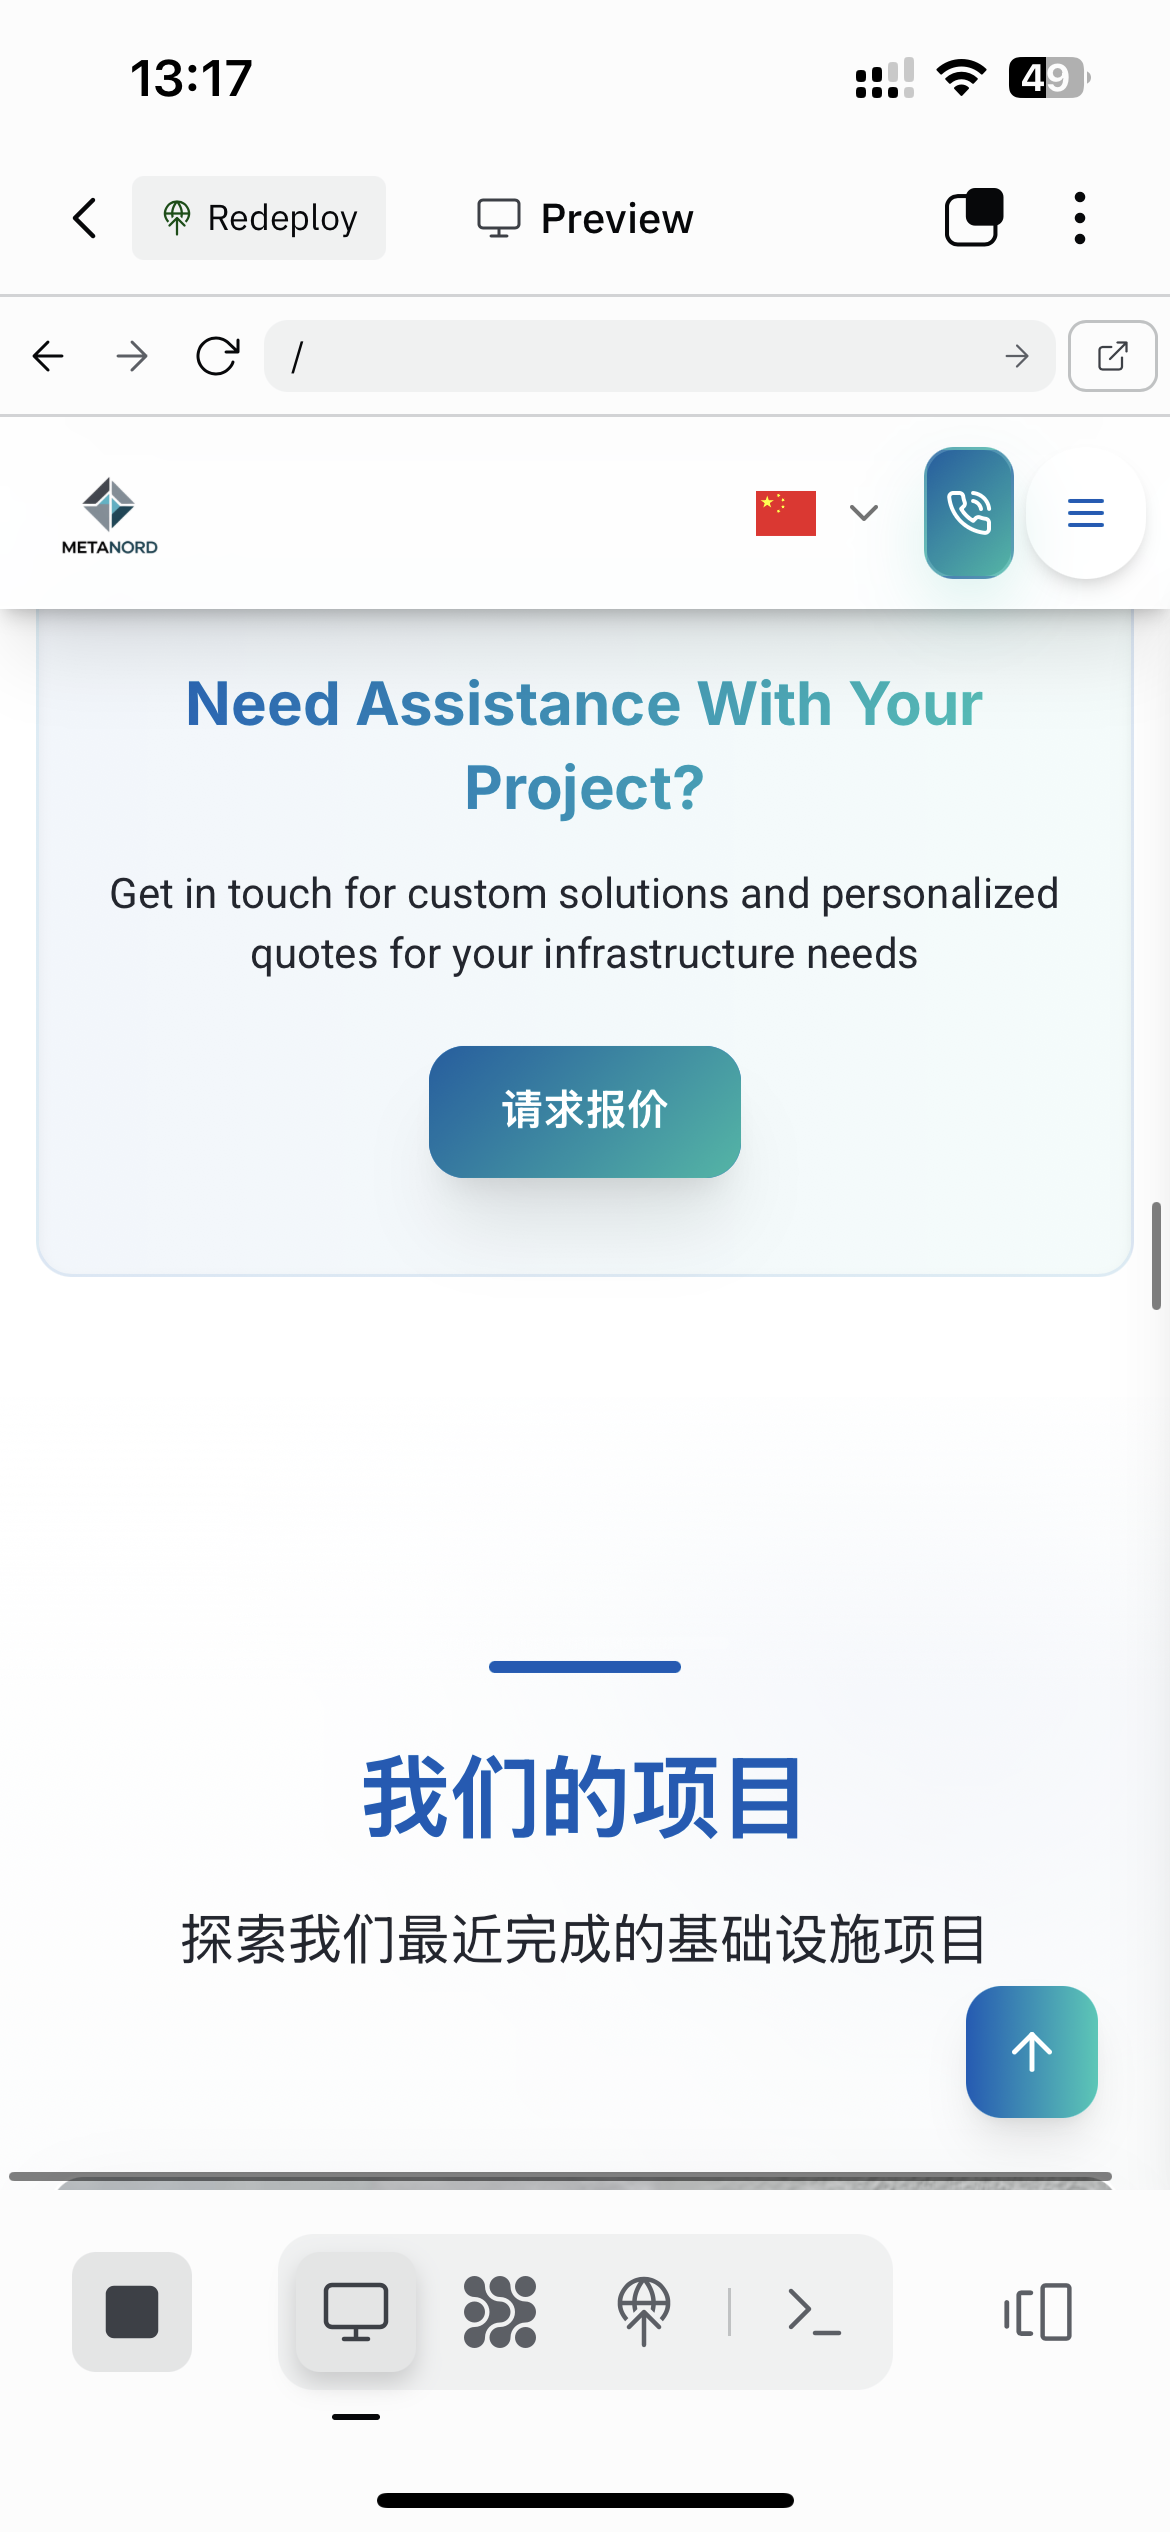 13:17
49
Redeploy
Preview
/
METANORD
Need Assistance With Your
Project?
Get in touch for custom solutions and personalized
quotes for your infrastructure needs
请求报价
我们的项目
探索我们最近完成的基础设施项目